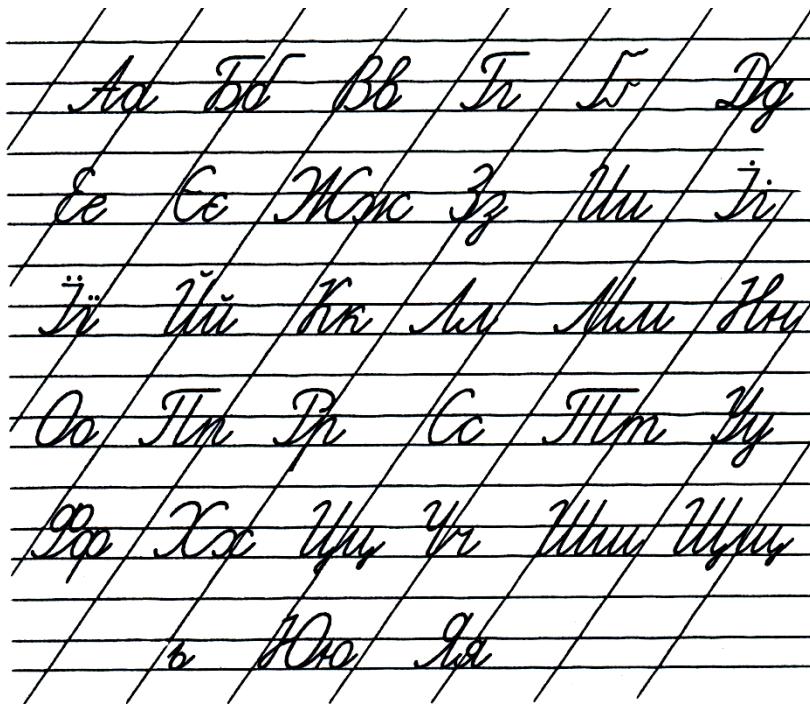 Аа Бб Вв Гг Ґґ Дд
Ее Єє Жж Зз Ии Іі
Її Йй Кк Лл Мм Нн
Оо Пп Рр Сс Тт Уу
Фф Хх Цц Чч Шш Щщ
ь Юю Яя